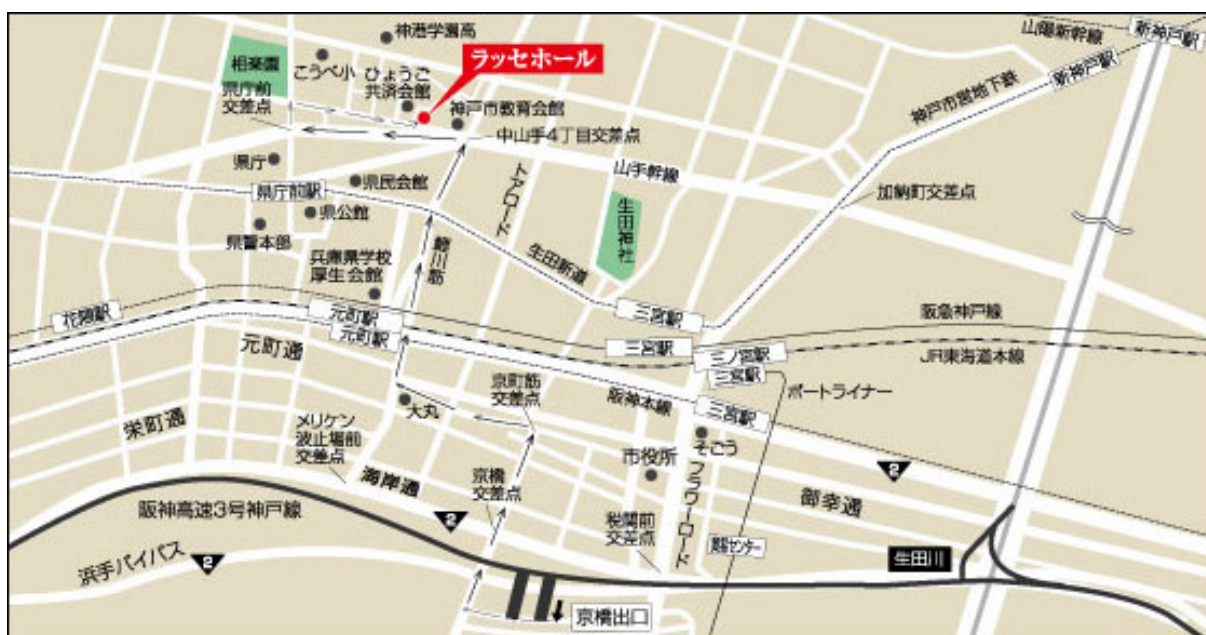 神港学園高
山陽新幹線
新神戸駅
ラッセホール
相楽園
こうべ小
ひょうご
共済会館
新神戸駅
県庁前
交差点
神戸市教育会館
神戸市営地下鉄
中山手4丁目交差点
県庁
山手幹線
県庁前駅
県民会館
トアロード
加納町交差点
県公館
生田神社
県警本部
兵庫県学校
厚生会館
鯉川筋
生田新道
花隈駅
元町駅
三宮駅
阪急神戸線
元町駅
元町通
三宮駅
三ノ宮駅
JR東海道本線
三宮駅
京町筋
交差点
阪神本線
ポートライナー
大丸
三宮駅
栄町通
メリケン
波止場前
交差点
そごう
市役所
2
海岸通
京橋
交差点
フラワーロード
御幸通
阪神高速3号神戸線
2
税関前
交差点
浜手バイパス
2
生田川
京橋出口